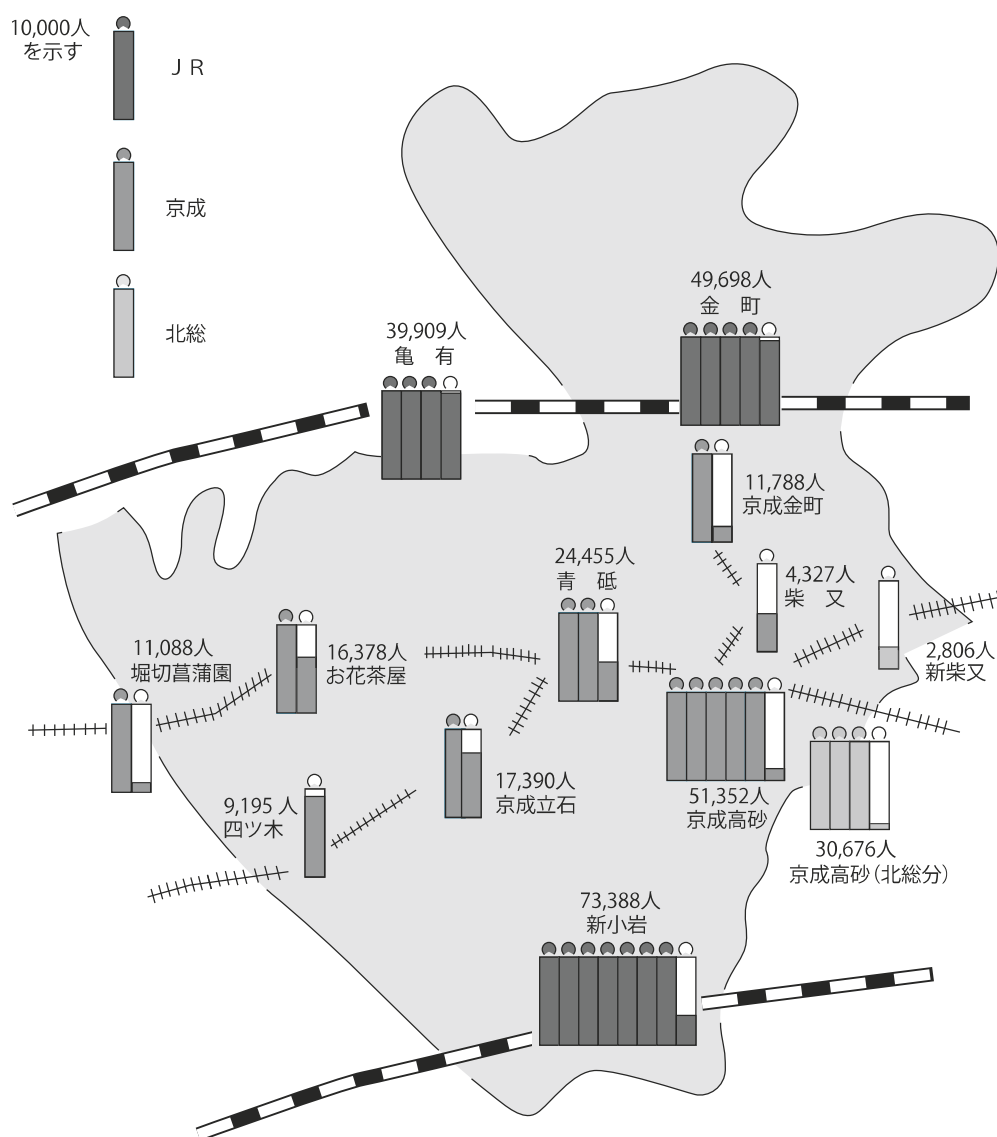 10,000人
を示す
ＪＲ
京成
北総
49,698人
金　町
39,909人
亀　有
11,788人
京成金町
24,455人
青　砥
4,327人
柴　又
11,088人
堀切菖蒲園
16,378人
お花茶屋
2,806人
新柴又
17,390人
京成立石
9,195 人
四ツ木
51,352人
京成高砂
30,676人
京成高砂（北総分）
73,388人
新小岩